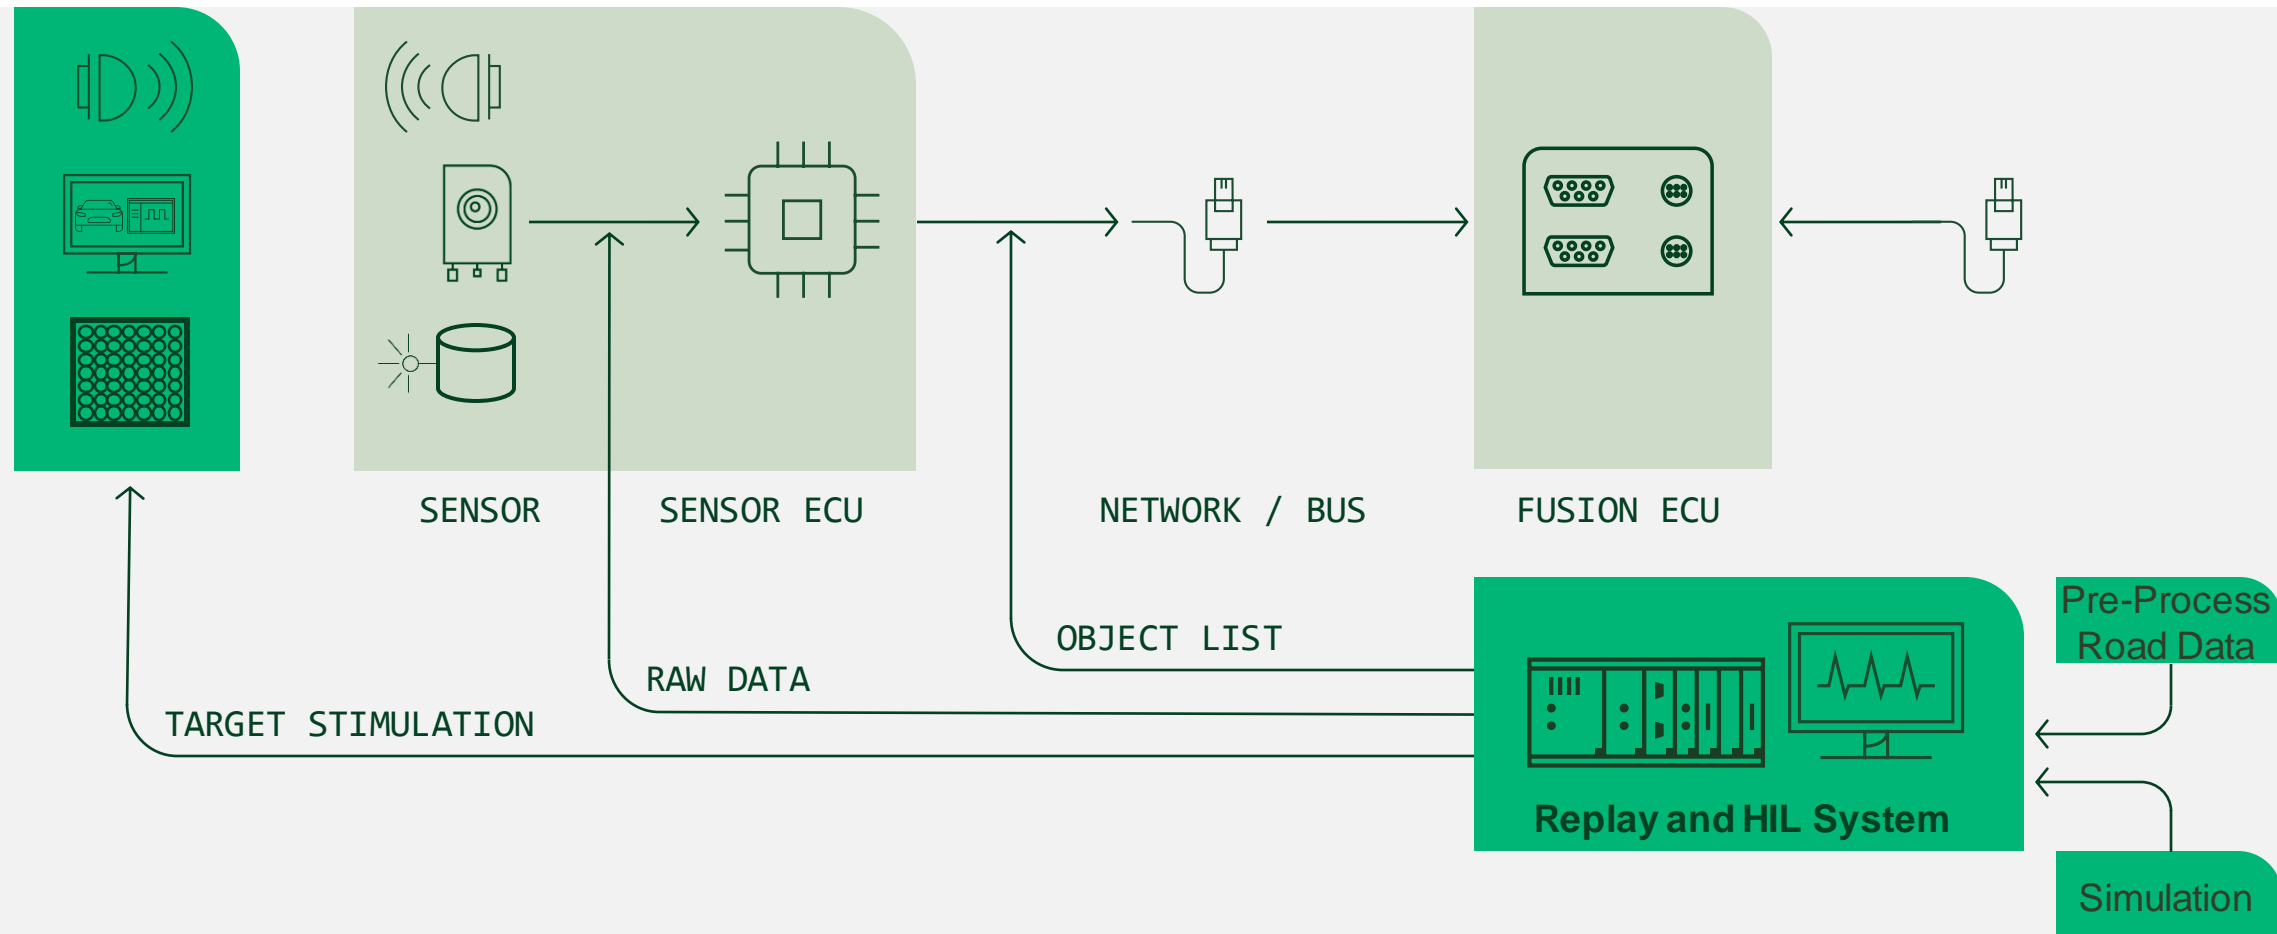 SENSOR
SENSOR ECU
NETWORK / BUS
FUSION ECU
OBJECT LIST
RAW DATA
TARGET STIMULATION
Pre-Process
Road Data
Replay and HIL System
Simulation